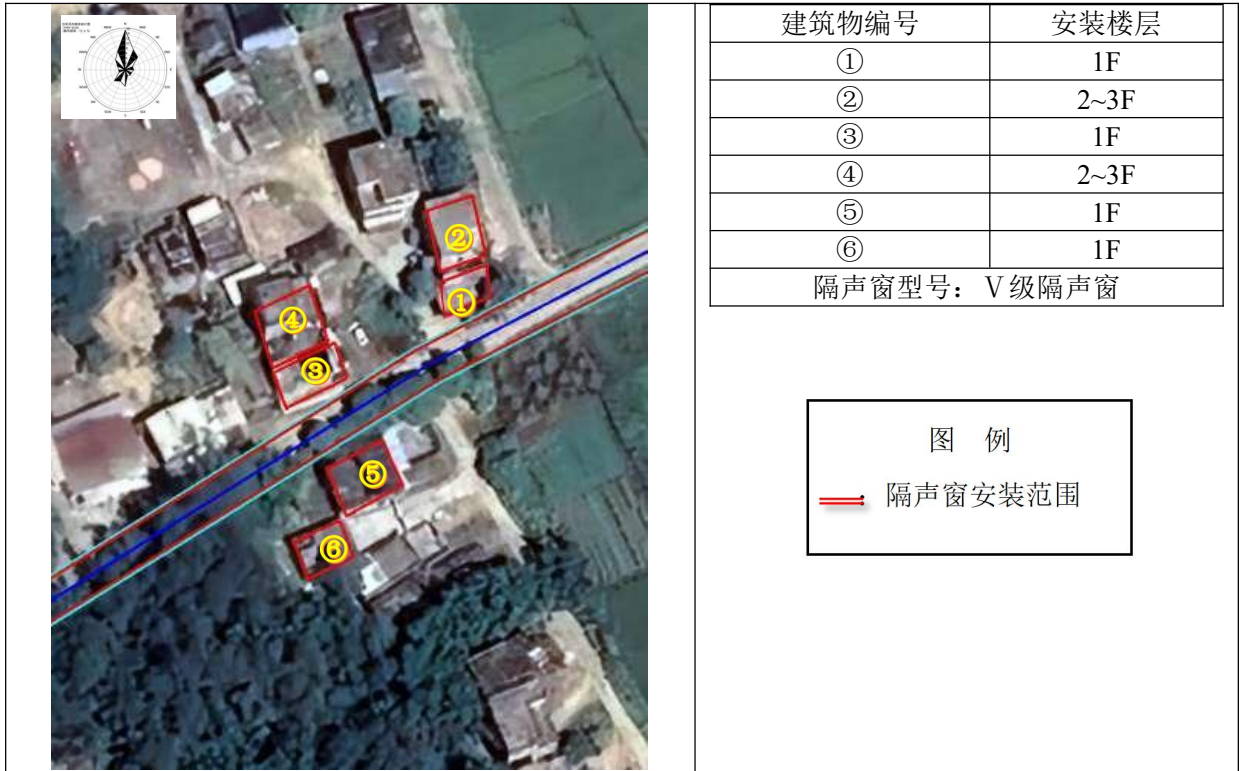 N
②
①
④
③
⑤
⑥
建筑物编号 安装楼层
① 1F
② 2~3F
③ 1F
④ 2~3F
⑤ 1F
⑥ 1F
隔声窗型号：Ⅴ级隔声窗
图 例
隔声窗安装范围